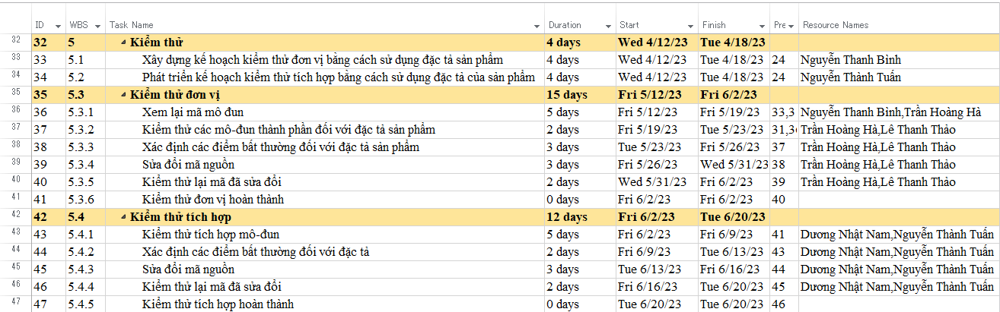 ID WBS Task Name Duration Start Finish Pre Resource Names
32 32 5 Kiểm thử 4 days Wed 4/12/23 Tue 4/18/23
33 33 5.1 Xây dựng kế hoạch kiểm thử đơn vị bằng cách sử dụng đặc tả sản phẩm 4 days Wed 4/12/23 Tue 4/18/23 24 Nguyễn Thanh Bình
34 34 5.2 Phát triển kế hoạch kiểm thử tích hợp bằng cách sử dụng đặc tả của sản phẩm 4 days Wed 4/12/23 Tue 4/18/23 24 Nguyễn Thành Tuấn
35 35 5.3 Kiểm thử đơn vị 15 days Fri 5/12/23 Fri 6/2/23
36 36 5.3.1 Xem lại mã mô đun 5 days Fri 5/12/23 Fri 5/19/23 33,3 Nguyễn Thanh Bình,Trần Hoàng Hà
37 37 5.3.2 Kiểm thử các mô-đun thành phần đối với đặc tả sản phẩm 2 days Fri 5/19/23 Tue 5/23/23 31,36 Trần Hoàng Hà,Lê Thanh Thảo
38 38 5.3.3 Xác định các điểm bất thường đối với đặc tả sản phẩm 3 days Tue 5/23/23 Fri 5/26/23 37 Trần Hoàng Hà,Lê Thanh Thảo
39 39 5.3.4 Sửa đổi mã nguồn 3 days Fri 5/26/23 Wed 5/31/23 38 Trần Hoàng Hà,Lê Thanh Thảo
40 40 5.3.5 Kiểm thử lại mã đã sửa đổi 2 days Wed 5/31/23 Fri 6/2/23 39 Trần Hoàng Hà,Lê Thanh Thảo
41 41 5.3.6 Kiểm thử đơn vị hoàn thành 0 days Fri 6/2/23 Fri 6/2/23 40
42 42 5.4 Kiểm thử tích hợp 12 days Fri 6/2/23 Tue 6/20/23
43 43 5.4.1 Kiểm thử tích hợp mô-đun 5 days Fri 6/2/23 Fri 6/9/23 41 Dương Nhật Nam,Nguyễn Thành Tuấn
44 44 5.4.2 Xác định các điểm bất thường đối với đặc tả 2 days Fri 6/9/23 Tue 6/13/23 43 Dương Nhật Nam,Nguyễn Thành Tuấn
45 45 5.4.3 Sửa đổi mã nguồn 3 days Tue 6/13/23 Fri 6/16/23 44 Dương Nhật Nam,Nguyễn Thành Tuấn
46 46 5.4.4 Kiểm thử lại mã đã sửa đổi 2 days Fri 6/16/23 Tue 6/20/23 45 Dương Nhật Nam,Nguyễn Thành Tuấn
47 47 5.4.5 Kiểm thử tích hợp hoàn thành 0 days Tue 6/20/23 Tue 6/20/23 46